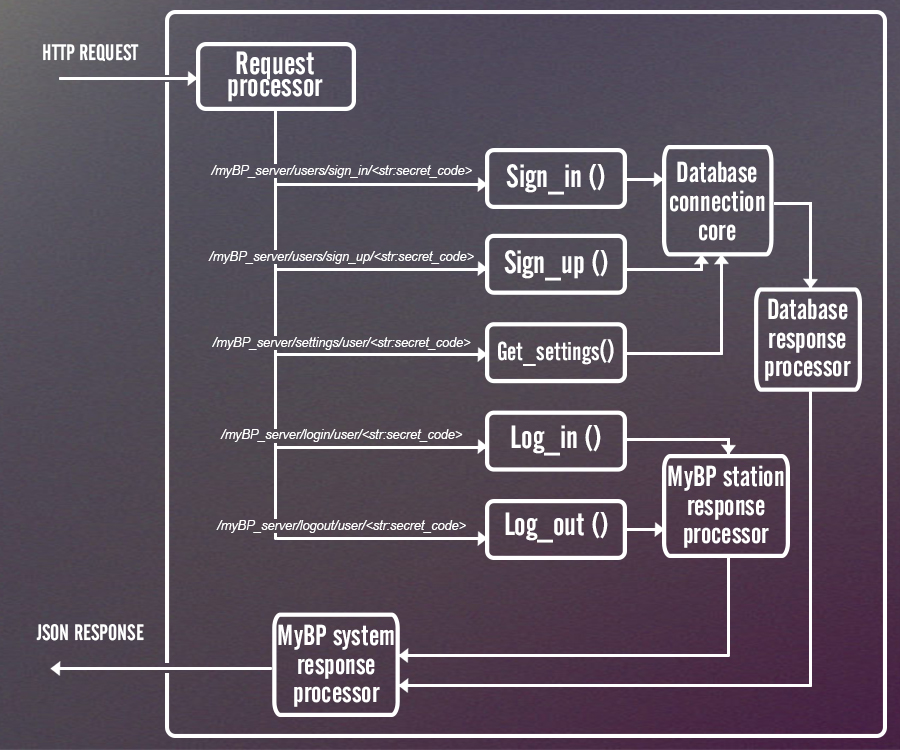 HTTP REQUEST
Request
processor
/myBP_server/users/sign_in/<str:secret_code>
Sign_in ()
Database
connection
core
/myBP_server/users/sign_up/<str:secret_code>
Sign_up ()
Database
response
processor
/myBP_server/settings/user/<str:secret_code>
Get_settings()
/myBP_server/login/user/<str:secret_code>
Log_in ()
MyBP station
response
processor
/myBP_server/logout/user/<str:secret_code>
Log_out ()
JSON RESPONSE
MyBP system
response
processor